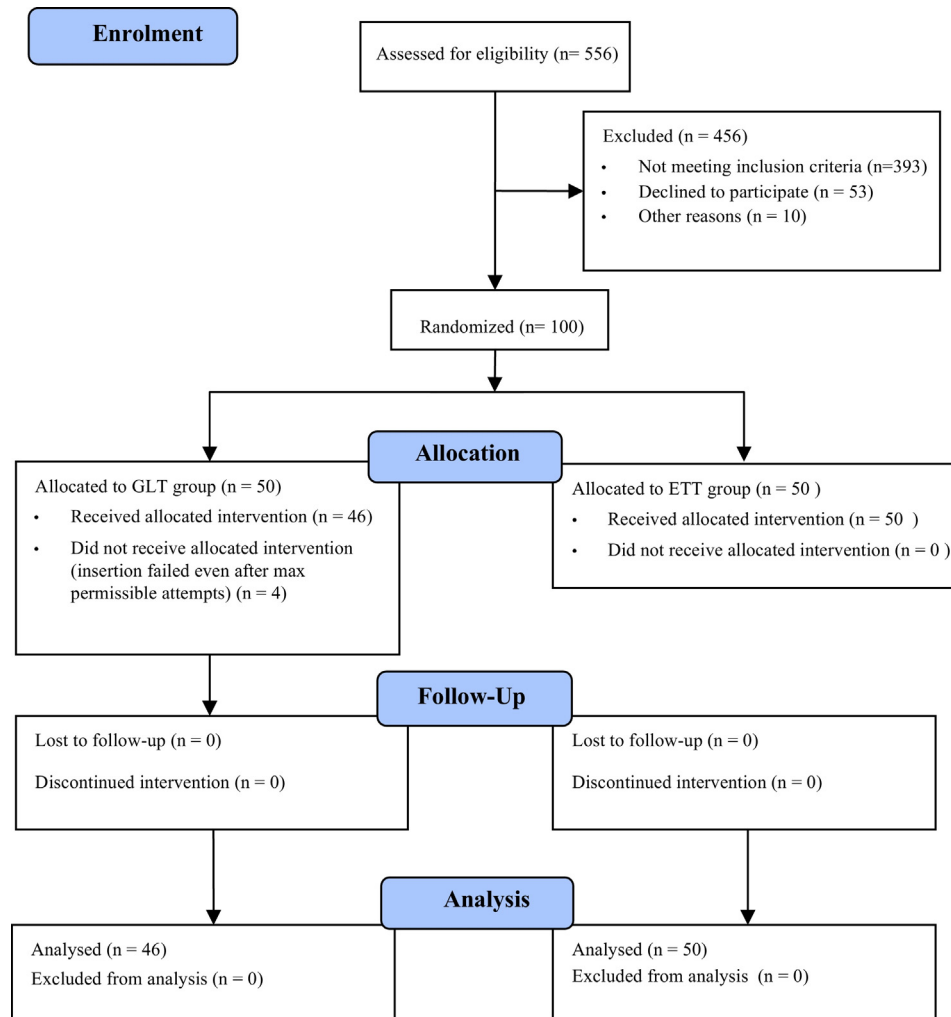 Enrolment
Assessed for eligibility (n= 556)
Excluded (n = 456)
• Not meeting inclusion criteria (n=393)
• Declined to participate (n = 53)
• Other reasons (n = 10)
Randomized (n= 100)
Allocation
Allocated to GLT group (n = 50)
• Received allocated intervention (n = 46)
• Did not receive allocated intervention
(insertion failed even after max
permissible attempts) (n = 4)
Allocated to ETT group (n = 50 )
• Received allocated intervention (n = 50 )
• Did not receive allocated intervention (n = 0 )
Follow-Up
Lost to follow-up (n = 0)
Discontinued intervention (n = 0)
Lost to follow-up (n = 0)
Discontinued intervention (n = 0)
Analysis
Analysed (n = 46)
Excluded from analysis (n = 0)
Analysed (n = 50)
Excluded from analysis (n = 0)